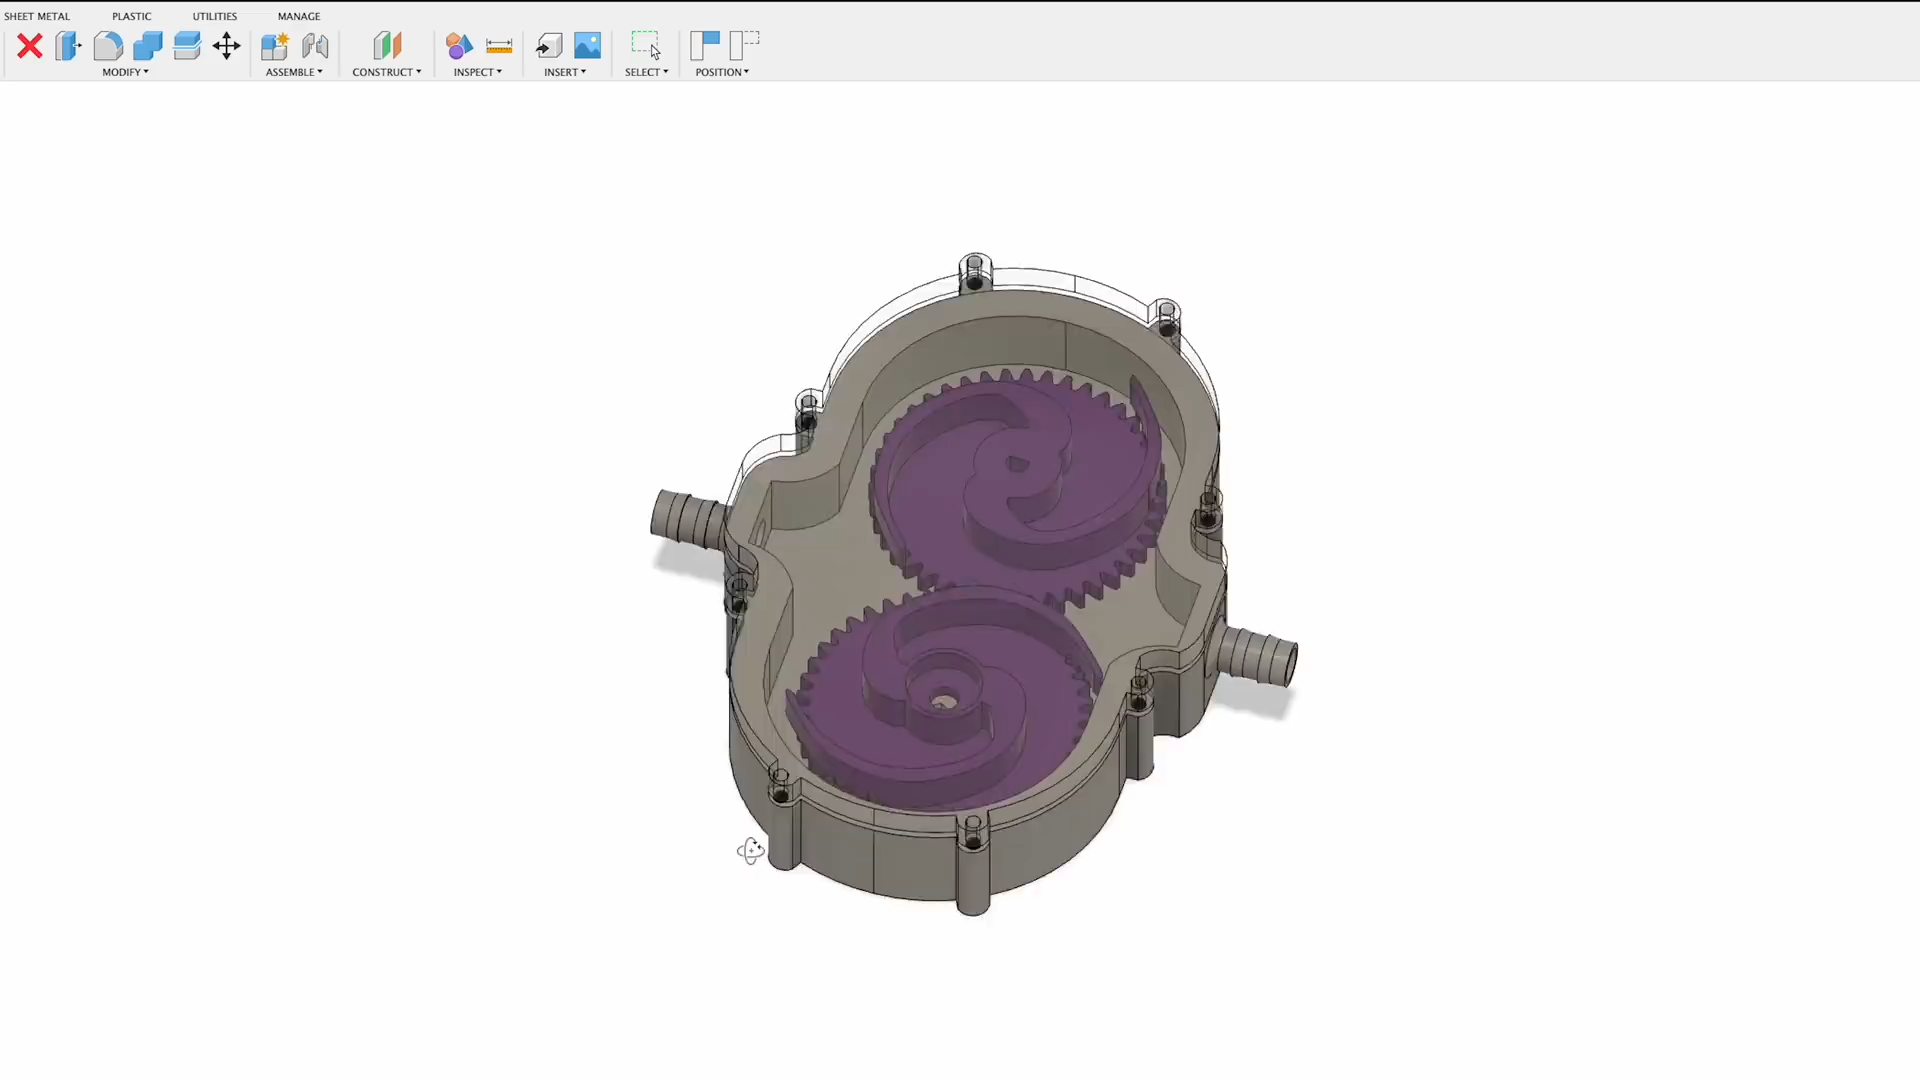 SHEET METAL PLASTIC UTILITIES MANAGE
MODIFY ASSEMBLE CONSTRUCT INSPECT INSERT SELECT POSITION